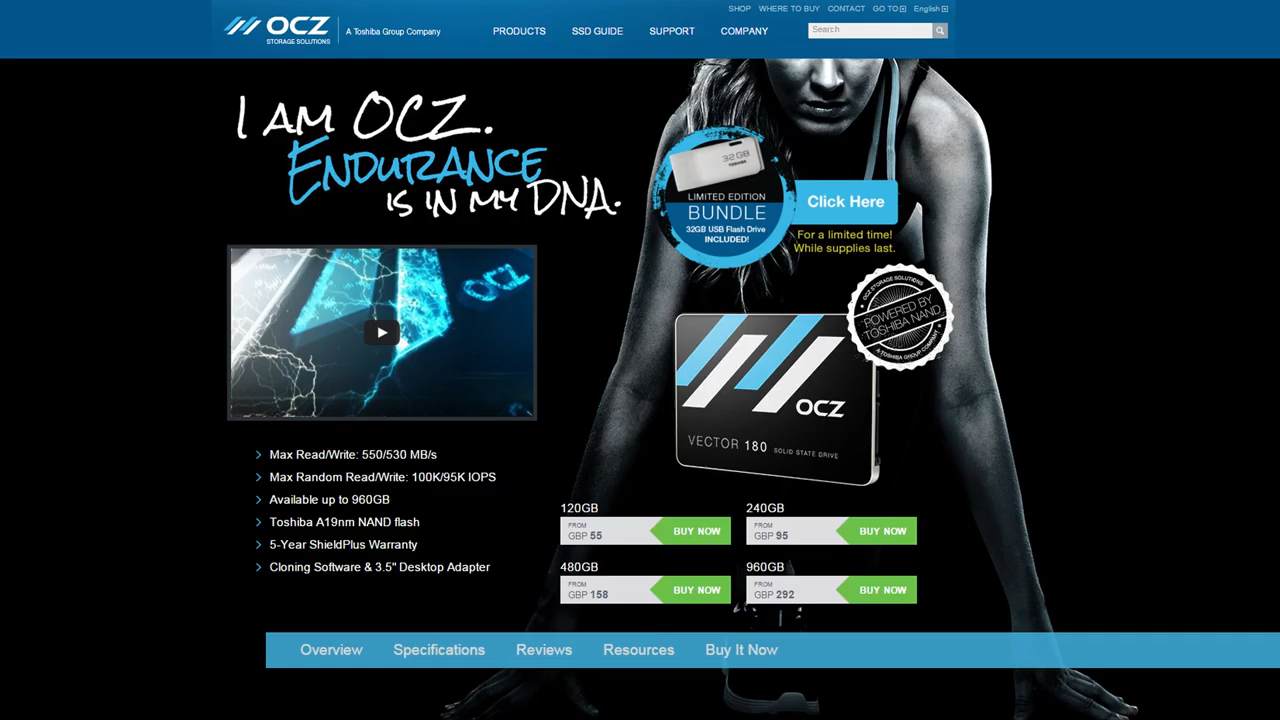 SHOP WHERE TO BUY CONTACT GO TO English
OCZ
STORAGE SOLUTIONS
A Toshiba Group Company
PRODUCTS SSD GUIDE SUPPORT COMPANY
Search
I AM OCZ.
ENDURANCE
IS IN MY DNA.
32GB
TOSHIBA
LIMITED EDITION
BUNDLE
32GB USB Flash Drive
INCLUDED!
Click Here
For a limited time!
While supplies last.
OCZ
OCZ STORAGE SOLUTIONS
POWERED BY
TOSHIBA NAND
A TOSHIBA GROUP COMPANY
OCZ
VECTOR 180 SOLID STATE DRIVE
Max Read/Write: 550/530 MB/s
Max Random Read/Write: 100K/95K IOPS
Available up to 960GB
Toshiba A19nm NAND flash
5-Year ShieldPlus Warranty
Cloning Software & 3.5" Desktop Adapter
120GB
FROM
GBP 55
BUY NOW
240GB
FROM
GBP 95
BUY NOW
480GB
FROM
GBP 158
BUY NOW
960GB
FROM
GBP 292
BUY NOW
Overview Specifications Reviews Resources Buy It Now